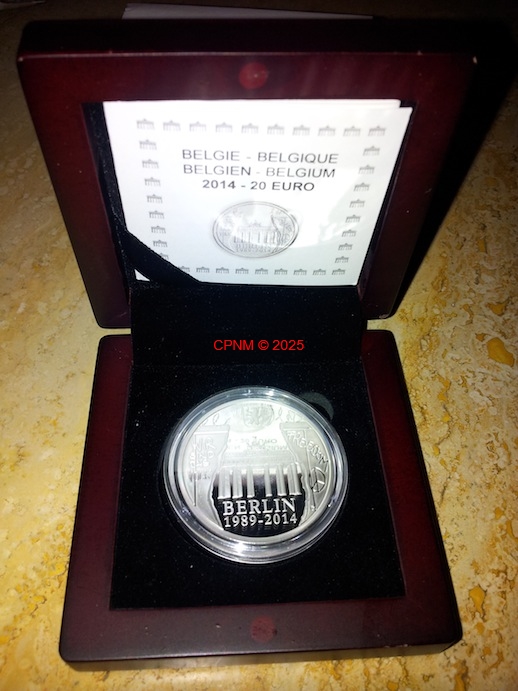 BELGIE - BELGIQUE
BELGIEN - BELGIUM
2014 - 20 EURO
CPNM © 2025
BERLIN
1989-2014